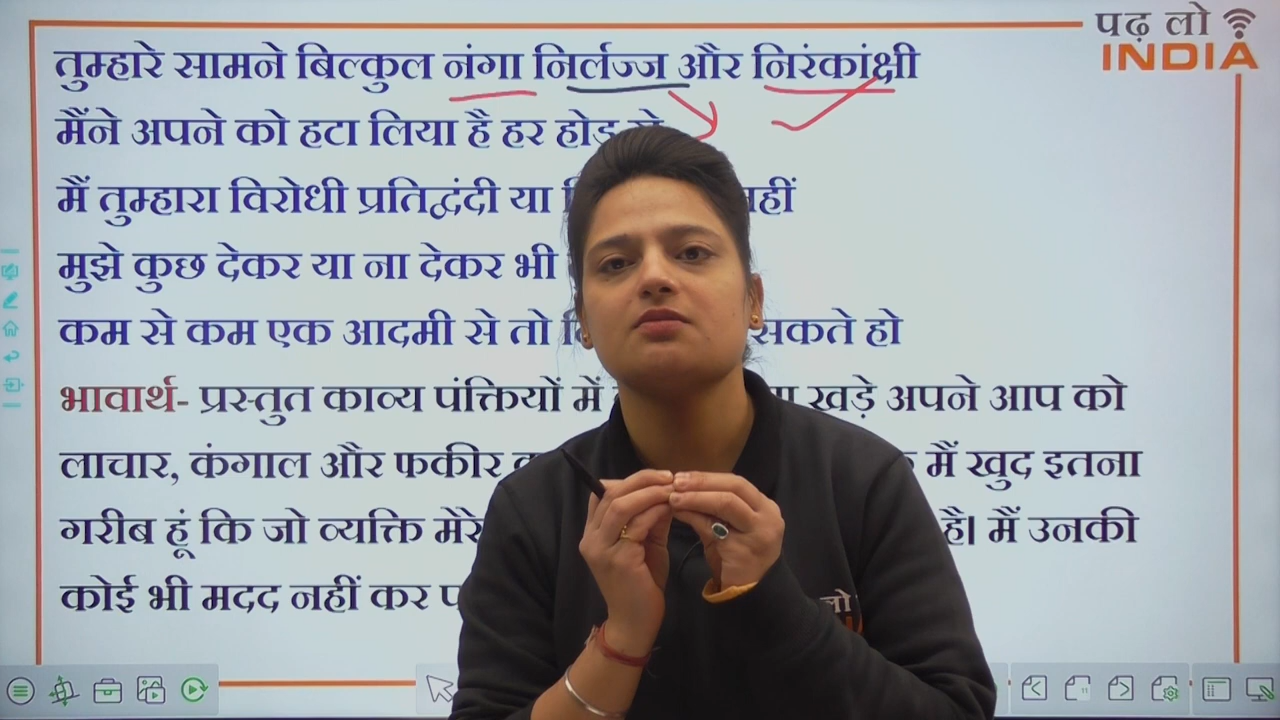 पढ़ लो
INDIA
तुम्हारे सामने बिल्कुल नंगा निर्लज्ज और निरंकांक्षी
मैंने अपने को हटा लिया है हर होड़ से
मैं तुम्हारा विरोधी प्रतिद्वंदी या नहीं
मुझे कुछ देकर या ना देकर भी
कम से कम एक आदमी से तो सकते हो
भावार्थ- प्रस्तुत काव्य पंक्तियों में खड़े अपने आप को
लाचार, कंगाल और फकीर मैं खुद इतना
गरीब हूं कि जो व्यक्ति मेरे है। मैं उनकी
कोई भी मदद नहीं कर
लो